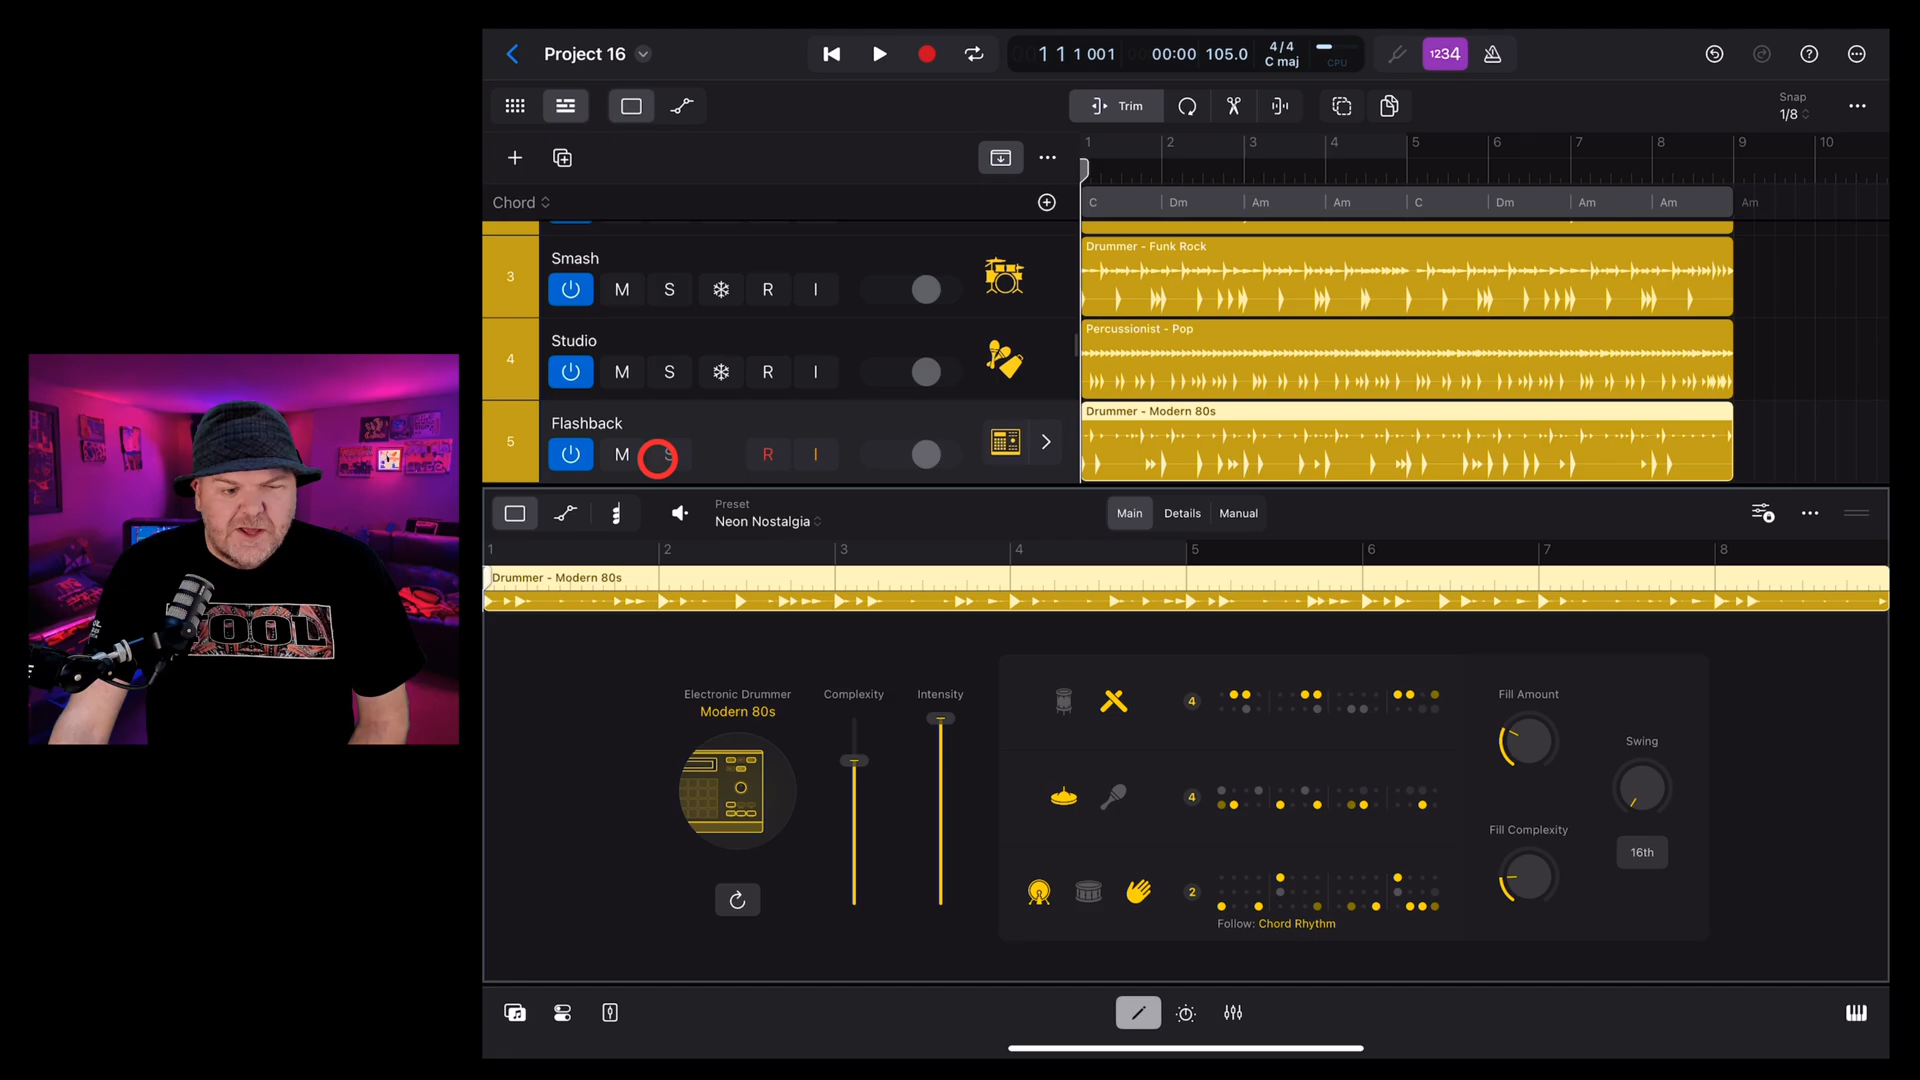 Project 16
1 1 1 001
00:00
105.0
4/4
C maj
CPU
1234
Trim
Snap
1/8
1 2 3 4 5 6 7 8 9 10
Chord
C Dm Am Am C Dm Am Am Am
3
Smash
M S R I
Drummer - Funk Rock
4
Studio
M S R I
Percussionist - Pop
5
Flashback
M S R I
Drummer - Modern 80s
Preset
Neon Nostalgia
Main Details Manual
1 2 3 4 5 6 7 8
Drummer - Modern 80s
Electronic Drummer
Modern 80s
Complexity
Intensity
4
4
2
Follow: Chord Rhythm
Fill Amount
Swing
Fill Complexity
16th
OOL